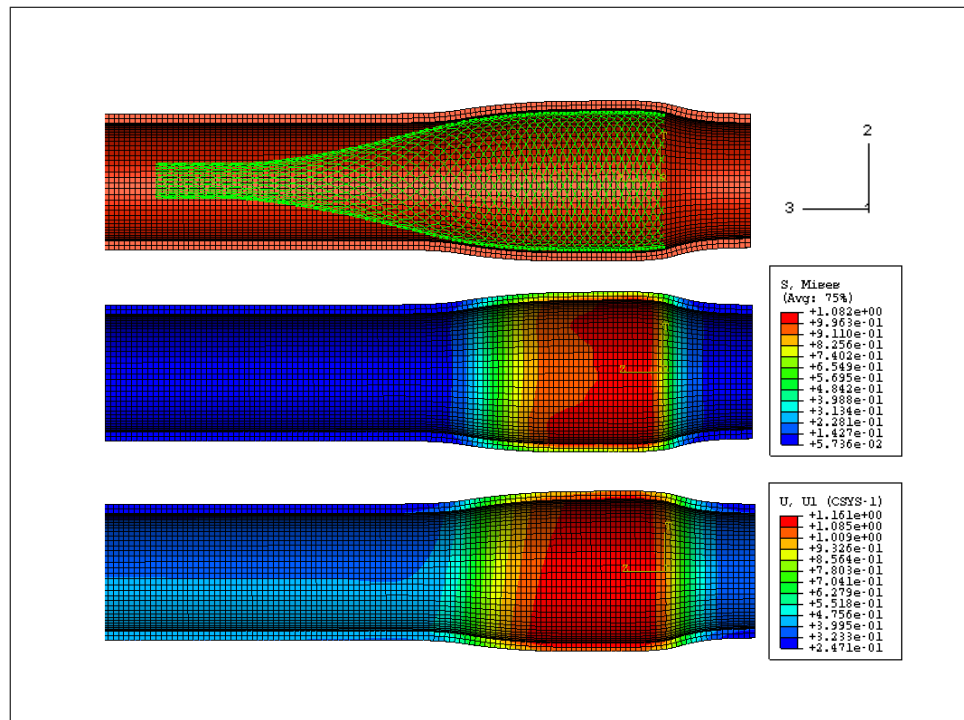 2
3
S, Mises
(Avg: 75%)
+1.082e+00
+9.963e-01
+9.110e-01
+8.256e-01
+7.402e-01
+6.549e-01
+5.695e-01
+4.842e-01
+3.988e-01
+3.134e-01
+2.281e-01
+1.427e-01
+5.736e-02
Z
U, U1 (CSYS-1)
+1.161e+00
+1.085e+00
+1.009e+00
+9.326e-01
+8.564e-01
+7.803e-01
+7.041e-01
+6.279e-01
+5.518e-01
+4.756e-01
+3.995e-01
+3.233e-01
+2.471e-01
Z